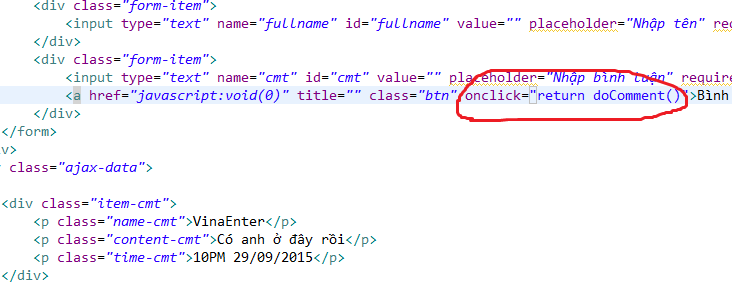 <div class="form-item">
<input type="text" name="fullname" id="fullname" value="" placeholder="Nhập tên" req
</div>
<div class="form-item">
<input type="text" name="cmt" id="cmt" value="" placeholder="Nhập bình luận" require
<a href="javascript:void(0)" title="" class="btn" onclick="return doComment()">Bình
</div>
</form>
iv>
class="ajax-data">
<div class="item-cmt">
<p class="name-cmt">VinaEnter</p>
<p class="content-cmt">Có anh ở đây rồi</p>
<p class="time-cmt">10PM 29/09/2015</p>
</div>